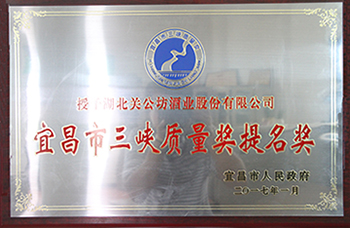 授予湖北关公坊酒业股份有限公司
宜昌市三峡质量奖提名奖
宜昌市人民政府
二〇一七年一月